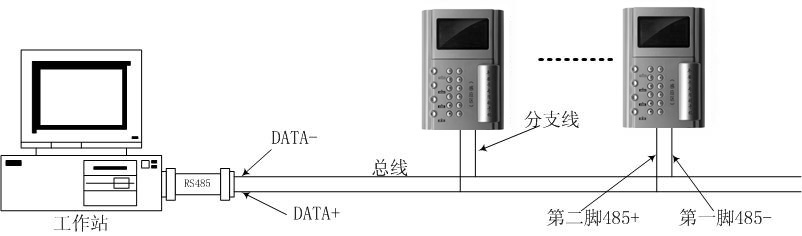 DATA-
分支线
总线
RS485
DATA+
第二脚485+
第一脚485-
工作站